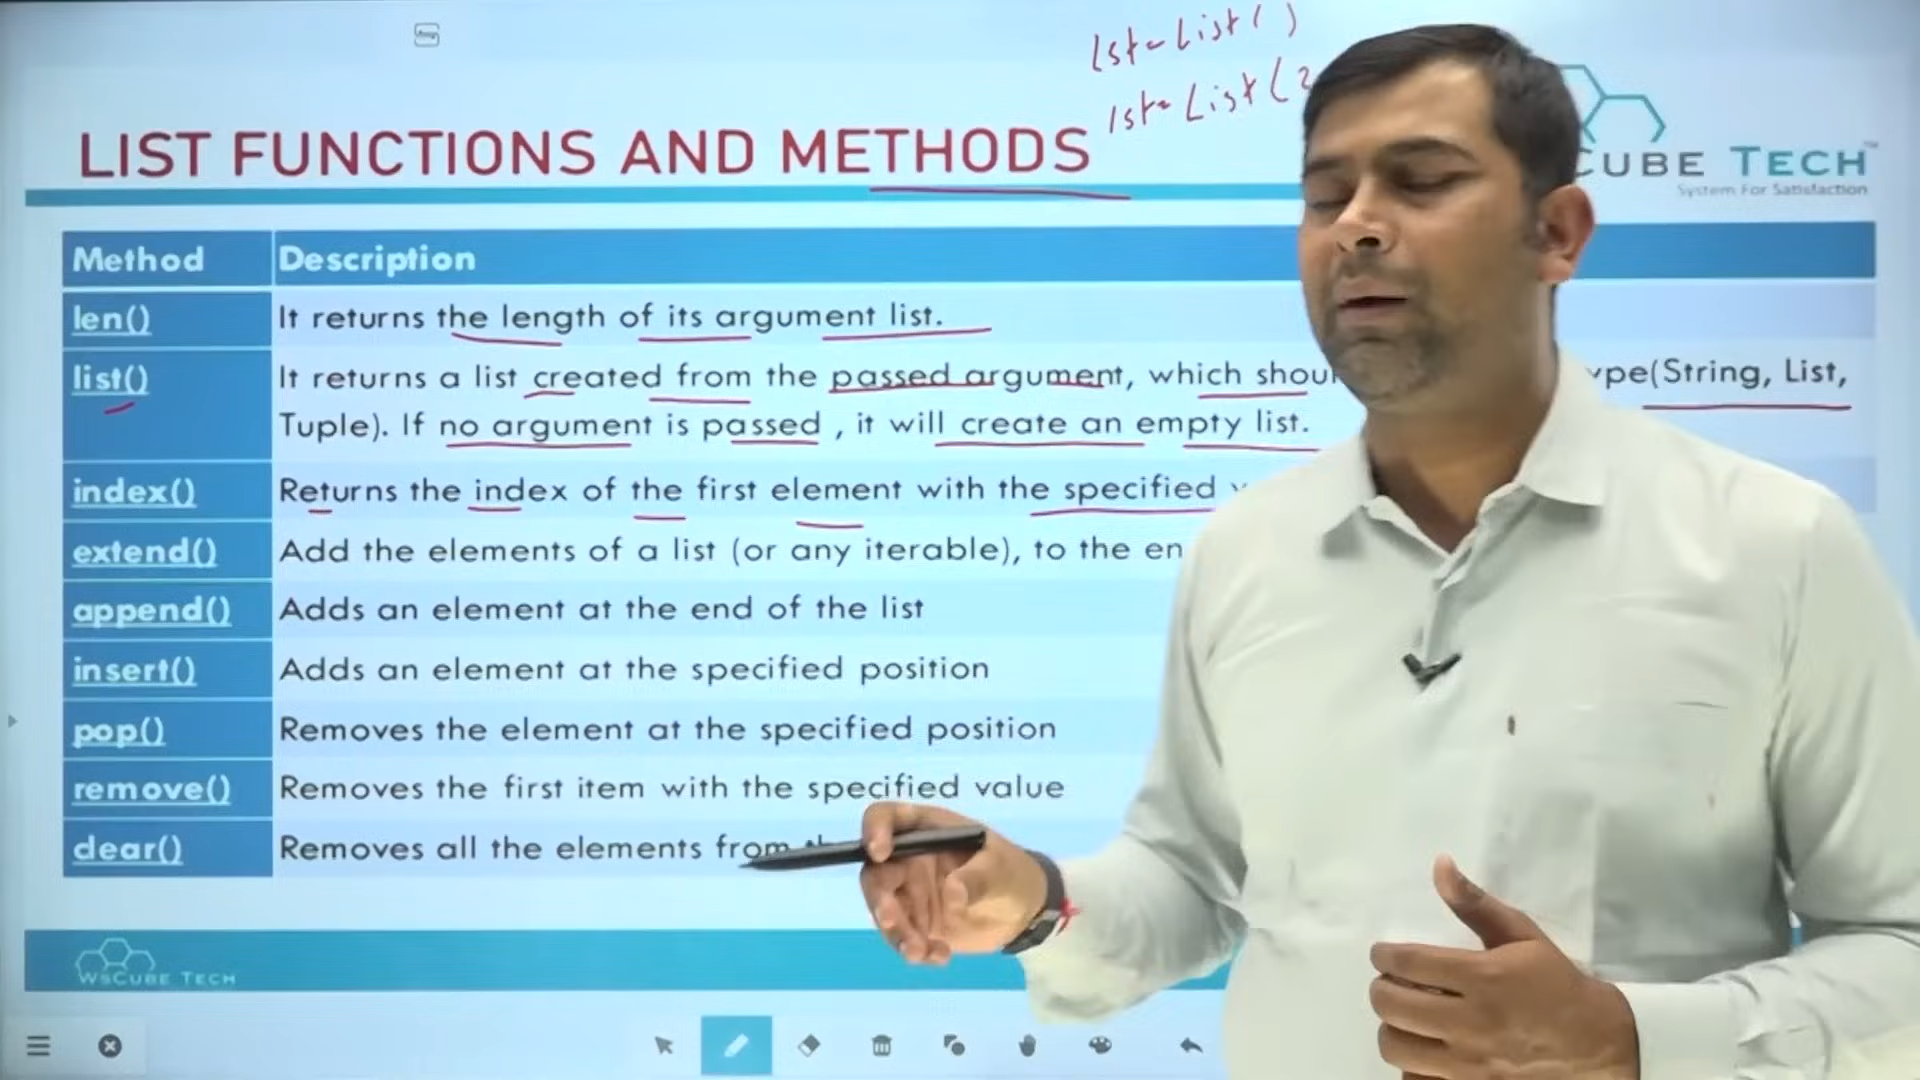 lst=List()
lst=List(
LIST FUNCTIONS AND METHODS
CUBE TECH™
System For Satisfaction
Method Description
len() It returns the length of its argument list.
list() It returns a list created from the passed argument, which shou ype(String, List,
Tuple). If no argument is passed , it will create an empty list.
index() Returns the index of the first element with the specified
extend() Add the elements of a list (or any iterable), to the en
append() Adds an element at the end of the list
insert() Adds an element at the specified position
pop() Removes the element at the specified position
remove() Removes the first item with the specified value
clear() Removes all the elements from
WSCUBE TECH